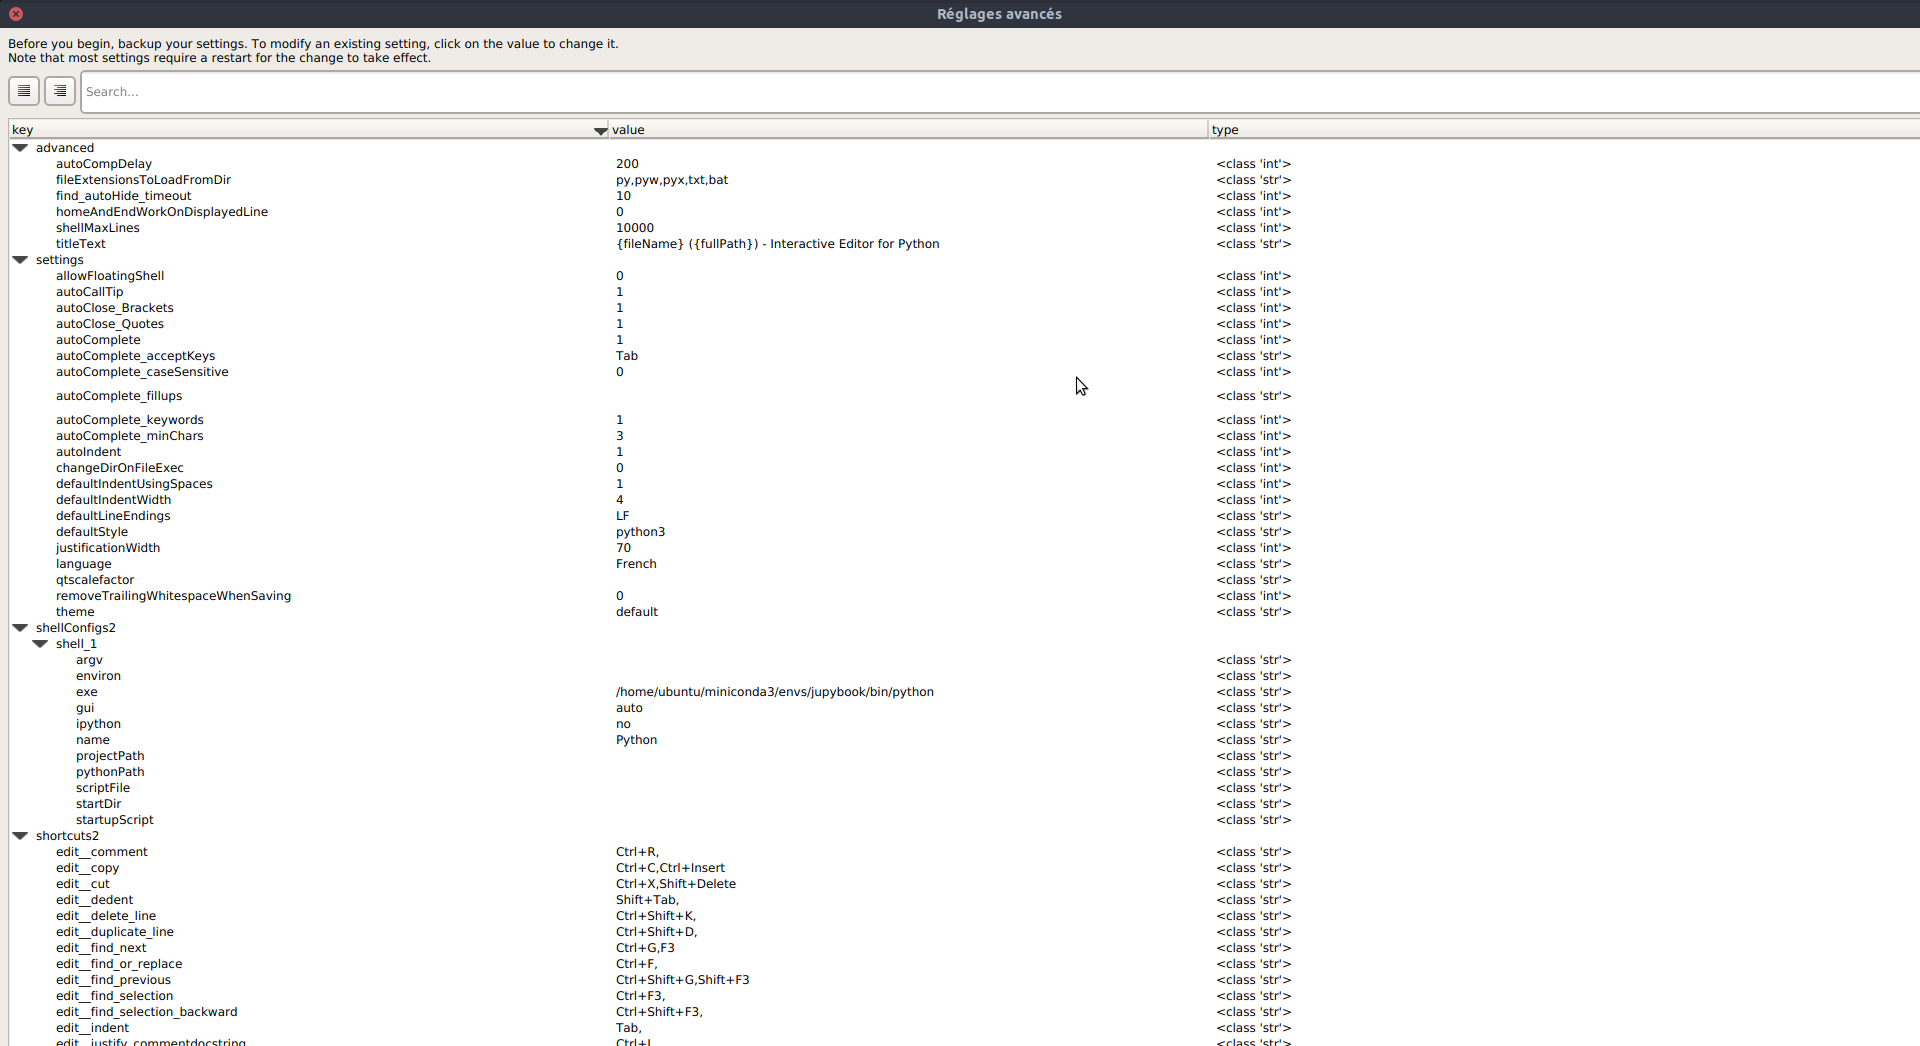 Réglages avancés
Before you begin, backup your settings. To modify an existing setting, click on the value to change it.
Note that most settings require a restart for the change to take effect.
Search...
key value type
advanced
autoCompDelay 200 <class 'int'>
fileExtensionsToLoadFromDir py,pyw,pyx,txt,bat <class 'str'>
find_autoHide_timeout 10 <class 'int'>
homeAndEndWorkOnDisplayedLine 0 <class 'int'>
shellMaxLines 10000 <class 'int'>
titleText {fileName} ({fullPath}) - Interactive Editor for Python <class 'str'>
settings
allowFloatingShell 0 <class 'int'>
autoCallTip 1 <class 'int'>
autoClose_Brackets 1 <class 'int'>
autoClose_Quotes 1 <class 'int'>
autoComplete 1 <class 'int'>
autoComplete_acceptKeys Tab <class 'str'>
autoComplete_caseSensitive 0 <class 'int'>
autoComplete_fillups <class 'str'>
autoComplete_keywords 1 <class 'int'>
autoComplete_minChars 3 <class 'int'>
autoIndent 1 <class 'int'>
changeDirOnFileExec 0 <class 'int'>
defaultIndentUsingSpaces 1 <class 'int'>
defaultIndentWidth 4 <class 'int'>
defaultLineEndings LF <class 'str'>
defaultStyle python3 <class 'str'>
justificationWidth 70 <class 'int'>
language French <class 'str'>
qtscalefactor <class 'str'>
removeTrailingWhitespaceWhenSaving 0 <class 'int'>
theme default <class 'str'>
shellConfigs2
shell_1
argv <class 'str'>
environ <class 'str'>
exe /home/ubuntu/miniconda3/envs/jupybook/bin/python <class 'str'>
gui auto <class 'str'>
ipython no <class 'str'>
name Python <class 'str'>
projectPath <class 'str'>
pythonPath <class 'str'>
scriptFile <class 'str'>
startDir <class 'str'>
startupScript <class 'str'>
shortcuts2
edit__comment Ctrl+R, <class 'str'>
edit__copy Ctrl+C,Ctrl+Insert <class 'str'>
edit__cut Ctrl+X,Shift+Delete <class 'str'>
edit__dedent Shift+Tab, <class 'str'>
edit__delete_line Ctrl+Shift+K, <class 'str'>
edit__duplicate_line Ctrl+Shift+D, <class 'str'>
edit__find_next Ctrl+G,F3 <class 'str'>
edit__find_or_replace Ctrl+F, <class 'str'>
edit__find_previous Ctrl+Shift+G,Shift+F3 <class 'str'>
edit__find_selection Ctrl+F3, <class 'str'>
edit__find_selection_backward Ctrl+Shift+F3, <class 'str'>
edit__indent Tab, <class 'str'>
edit__justify_commentdocstring <class 'str'>